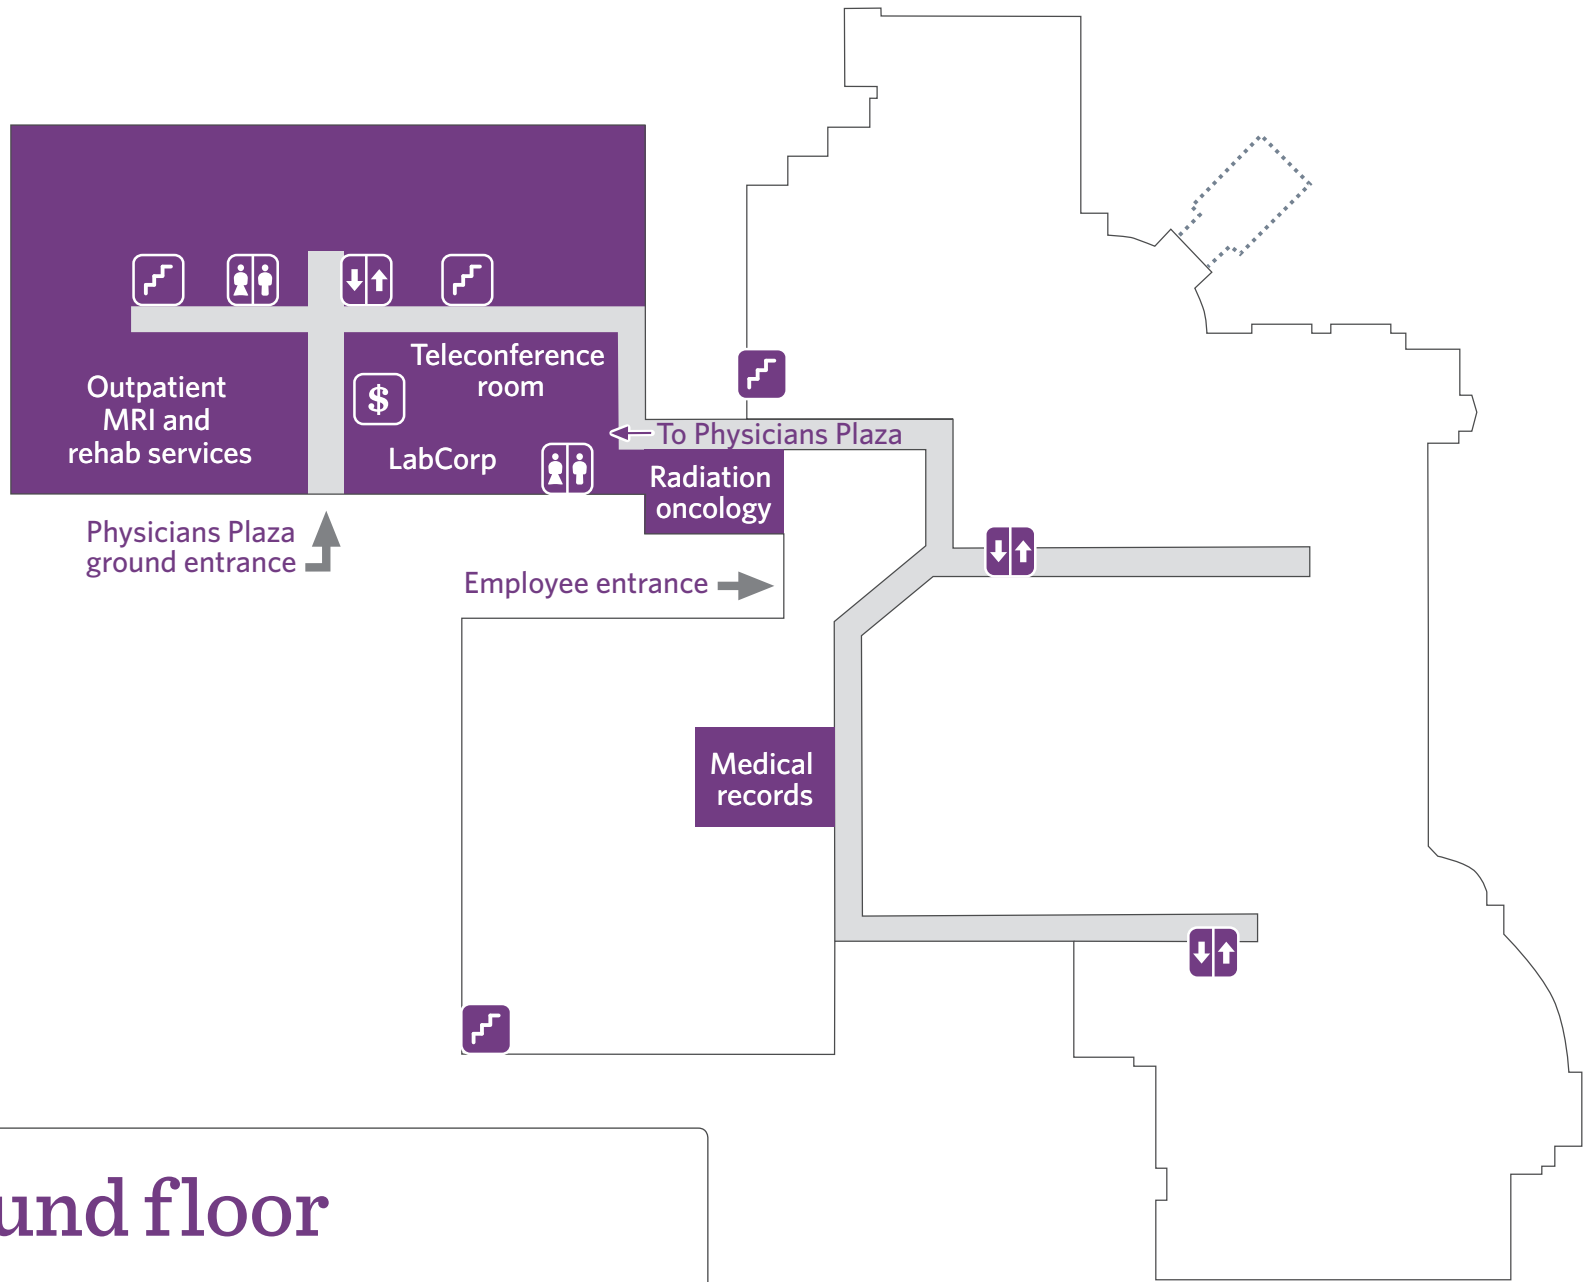 Teleconference
room
Outpatient
MRI and
rehab services
$
LabCorp
To Physicians Plaza
Radiation
oncology
Physicians Plaza
ground entrance
Employee entrance
Medical
records
und floor